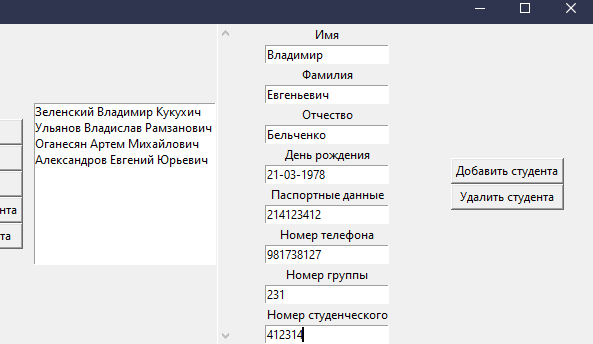 нта
та
Зеленский Владимир Кукухич
Ульянов Владислав Рамзанович
Оганесян Артем Михайлович
Александров Евгений Юрьевич
Имя
Владимир
Фамилия
Евгеньевич
Отчество
Бельченко
День рождения
21-03-1978
Паспортные данные
214123412
Номер телефона
981738127
Номер группы
231
Номер студенческого
412314
Добавить студента
Удалить студента